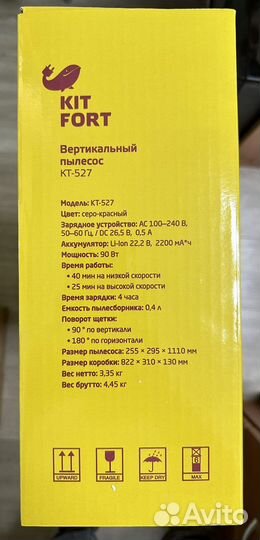 KIT
FORT
Вертикальный
пылесос
KT-527
Модель: KT-527
Цвет: серо-красный
Зарядное устройство: AC 100–240 В,
50–60 Гц / DC 26,5 В, 0,5 А
Аккумулятор: Li-Ion 22,2 В, 2200 мА*ч
Мощность: 90 Вт
Время работы:
• 40 мин на низкой скорости
• 25 мин на высокой скорости
Время зарядки: 4 часа
Емкость пылесборника: 0,4 л
Поворот щетки:
• 90 ° по вертикали
• 180 ° по горизонтали
Размер пылесоса: 255 × 295 × 1110 мм
Размер коробки: 822 × 310 × 130 мм
Вес нетто: 3,35 кг
Вес брутто: 4,45 кг
UPWARD
FRAGILE
KEEP DRY
6
MAX
Avito